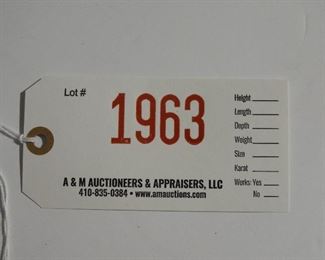 Lot #
1963
Height
Length
Depth
Weight
Size
Karat
Works: Yes
No
A & M AUCTIONEERS & APPRAISERS, LLC
410-835-0384 • www.amauctions.com